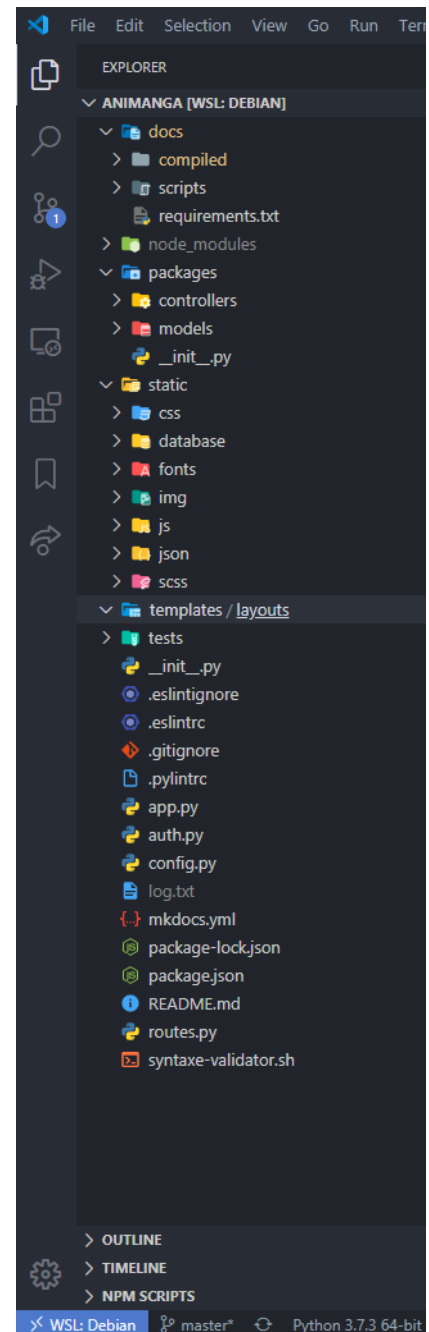 File Edit Selection View Go Run
EXPLORER
ANIMANGA [WSL: DEBIAN]
docs
compiled
scripts
requirements.txt
node_modules
packages
controllers
models
__init__.py
static
css
database
fonts
img
js
json
scss
templates / layouts
tests
__init__.py
.eslintignore
.eslintrc
.gitignore
.pylintrc
app.py
auth.py
config.py
log.txt
mkdocs.yml
package-lock.json
package.json
README.md
routes.py
syntaxe-validator.sh
OUTLINE
TIMELINE
NPM SCRIPTS
1
WSL: Debian master* Python 3.7.3 64-bit